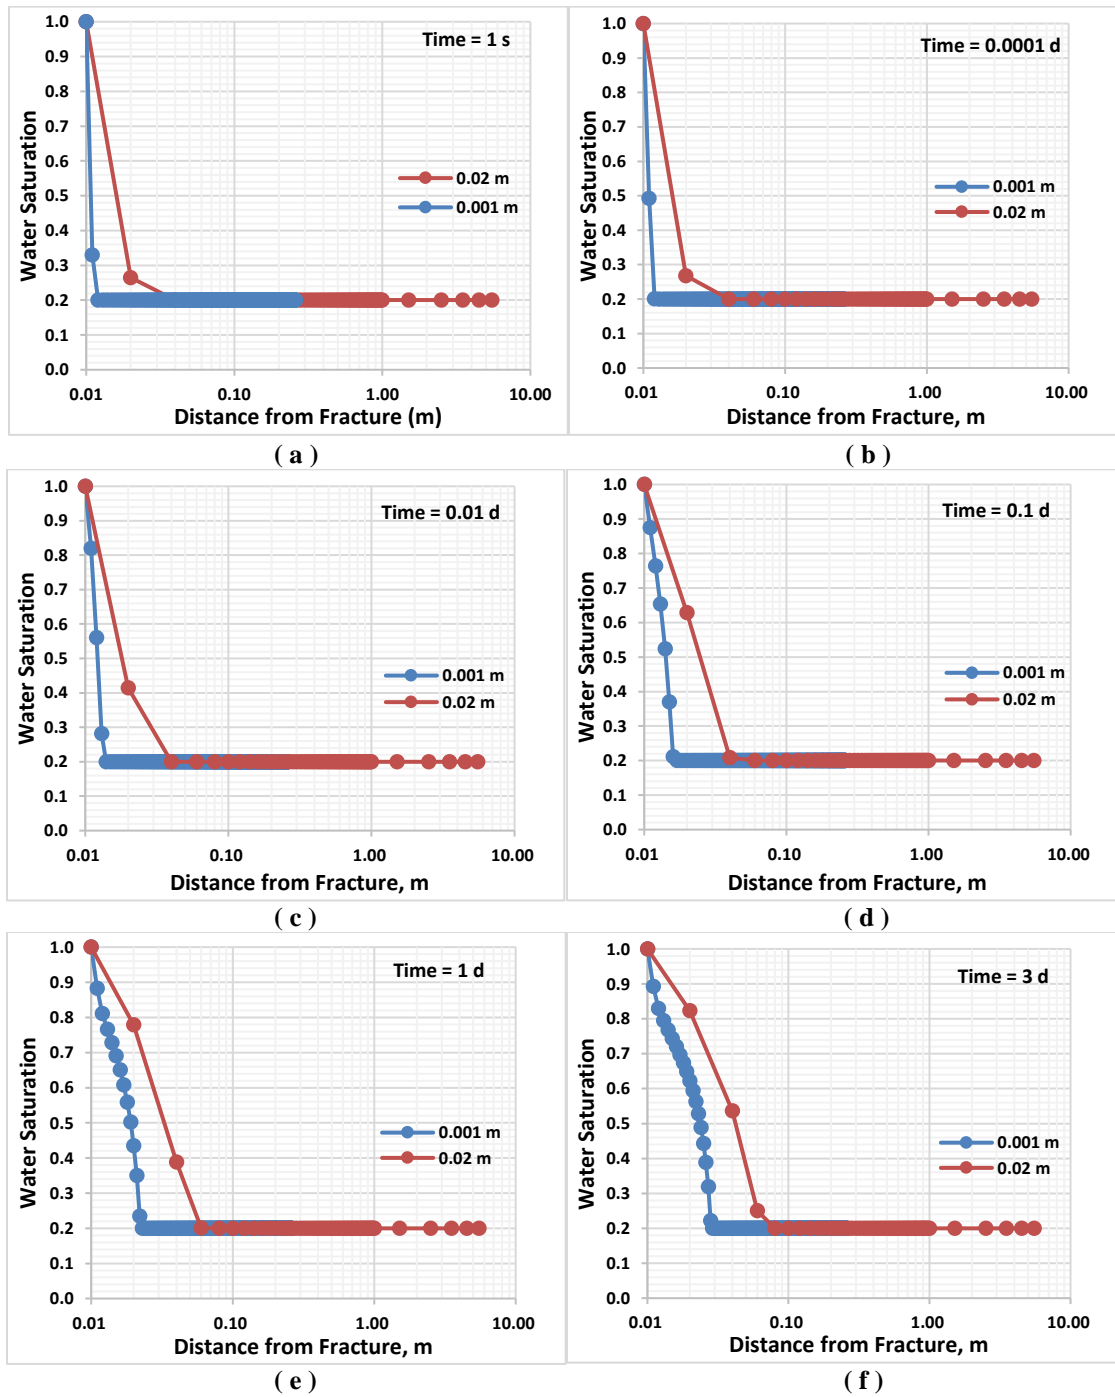 1.0
0.9
0.8
0.7
0.6
0.5
0.4
0.3
0.2
0.1
0.0
Water Saturation
Time = 1 s
0.02 m
0.001 m
0.01 0.10 1.00 10.00
Distance from Fracture (m)
( a )
1.0
0.9
0.8
0.7
0.6
0.5
0.4
0.3
0.2
0.1
0.0
Water Saturation
Time = 0.0001 d
0.001 m
0.02 m
0.01 0.10 1.00 10.00
Distance from Fracture, m
( b )
1.0
0.9
0.8
0.7
0.6
0.5
0.4
0.3
0.2
0.1
0.0
Water Saturation
Time = 0.01 d
0.001 m
0.02 m
0.01 0.10 1.00 10.00
Distance from Fracture, m
( c )
1.0
0.9
0.8
0.7
0.6
0.5
0.4
0.3
0.2
0.1
0.0
Water Saturation
Time = 0.1 d
0.001 m
0.02 m
0.01 0.10 1.00 10.00
Distance from Fracture, m
( d )
1.0
0.9
0.8
0.7
0.6
0.5
0.4
0.3
0.2
0.1
0.0
Water Saturation
Time = 1 d
0.001 m
0.02 m
0.01 0.10 1.00 10.00
Distance from Fracture, m
( e )
1.0
0.9
0.8
0.7
0.6
0.5
0.4
0.3
0.2
0.1
0.0
Water Saturation
Time = 3 d
0.001 m
0.02 m
0.01 0.10 1.00 10.00
Distance from Fracture, m
( f )